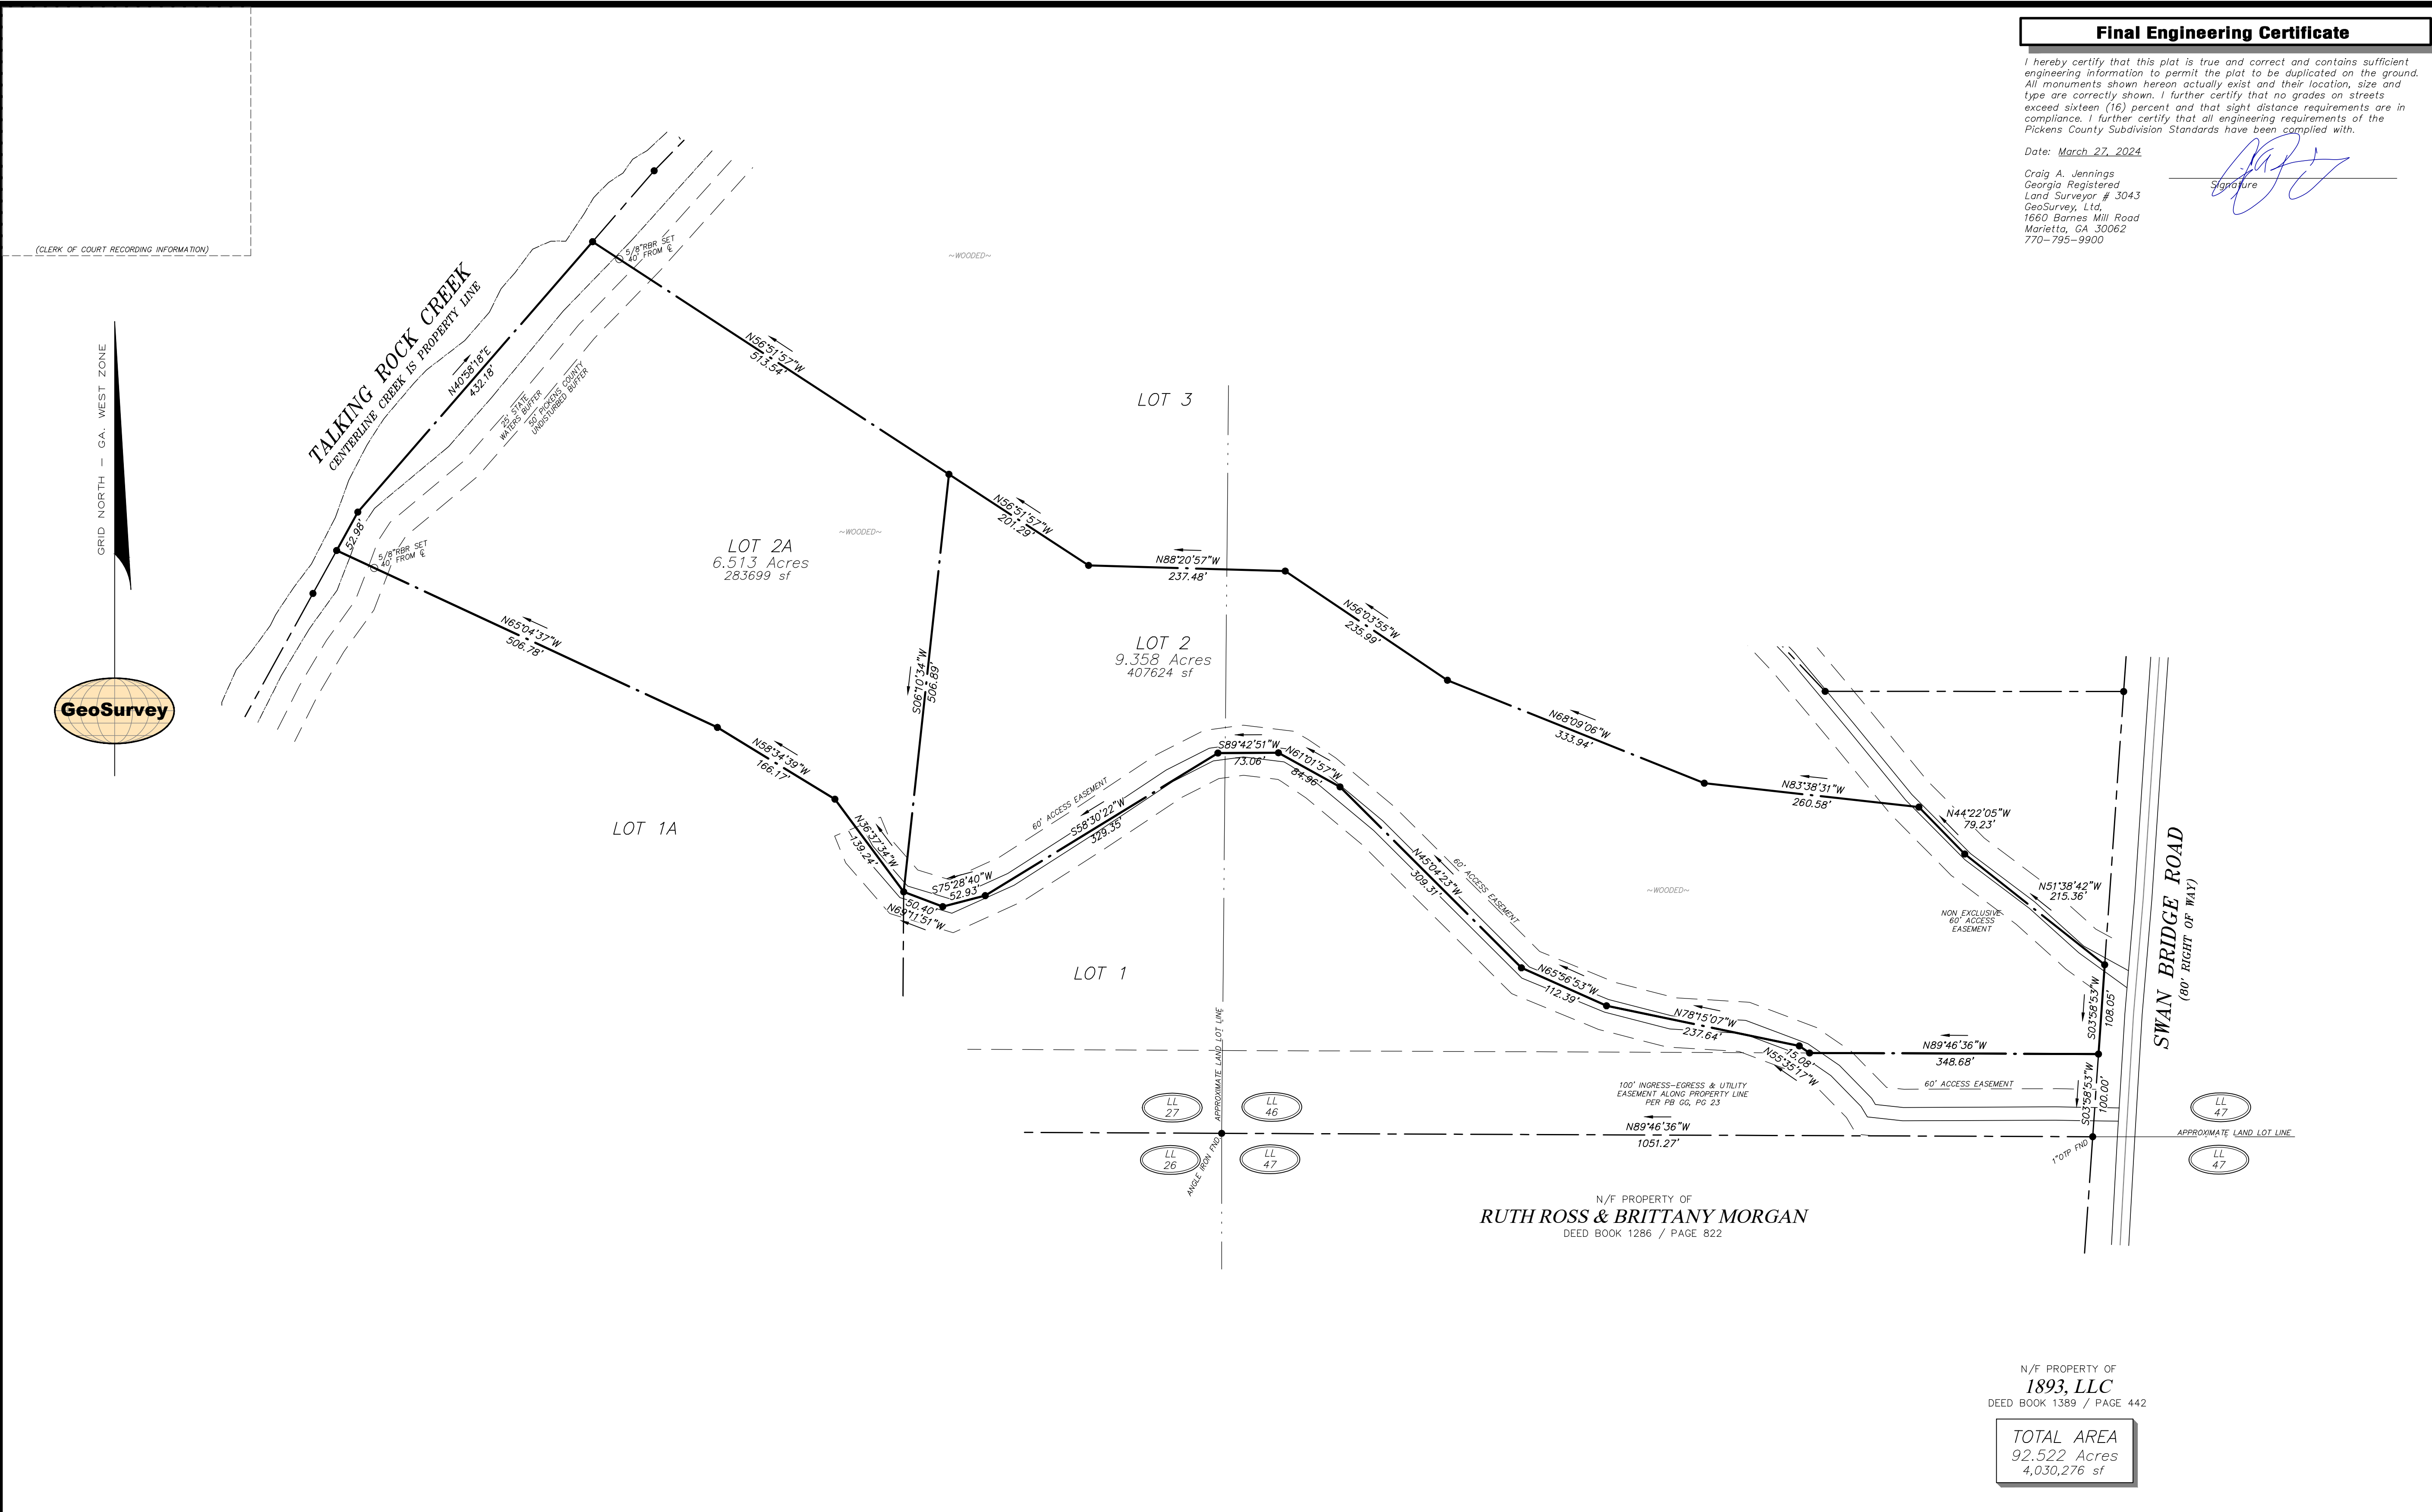 Final Engineering Certificate
I hereby certify that this plat is true and correct and contains sufficient
engineering information to permit the plat to be duplicated on the ground.
All monuments shown hereon actually exist and their location, size and
type are correctly shown. I further certify that no grades on streets
exceed sixteen (16) percent and that sight distance requirements are in
compliance. I further certify that all engineering requirements of the
Pickens County Subdivision Standards have been complied with.
Date: March 27, 2024
Craig A. Jennings
Georgia Registered
Land Surveyor # 3043
GeoSurvey, Ltd,
1660 Barnes Mill Road
Marietta, GA 30062
770-795-9900
Signature
(CLERK OF COURT RECORDING INFORMATION)
GRID NORTH - GA. WEST ZONE
GeoSurvey
TALKING ROCK CREEK
CENTERLINE CREEK IS PROPERTY LINE
N40°58'18"E
432.18'
52.98'
25' STATE
WATERS BUFFER
50' PICKENS COUNTY
UNDISTURBED BUFFER
5/8"RBR SET
40' FROM ℄
5/8"RBR SET
40' FROM ℄
~WOODED~
N56°51'57"W
513.54'
LOT 3
N56°51'57"W
201.29'
~WOODED~
LOT 2A
6.513 Acres
283699 sf
N88°20'57"W
237.48'
N65°04'37"W
506.78'
N56°03'55"W
235.99'
LOT 2
9.358 Acres
407624 sf
S06°10'34"W
506.89'
N58°34'39"W
166.17'
N68°09'06"W
333.94'
S89°42'51"W
73.06'
N61°01'57"W
84.96'
N83°38'31"W
260.58'
N44°22'05"W
79.23'
LOT 1A
N36°37'34"W
139.24'
60' ACCESS EASEMENT
S58°30'22"W
329.35'
S75°28'40"W
52.93'
50.40'
N69°11'51"W
N45°04'23"W
309.37'
60' ACCESS
EASEMENT
~WOODED~
N51°38'42"W
215.36'
NON EXCLUSIVE
60' ACCESS
EASEMENT
SWAN BRIDGE ROAD
(80' RIGHT OF WAY)
LOT 1
N65°56'53"W
112.39'
N78°15'07"W
237.64'
15.08'
N55°35'17"W
N89°46'36"W
348.68'
S03°58'53"W
108.05'
S03°58'53"W
100.00'
APPROXIMATE LAND LOT LINE
100' INGRESS-EGRESS & UTILITY
EASEMENT ALONG PROPERTY LINE
PER PB GG, PG 23
60' ACCESS EASEMENT
LL
27
LL
46
LL
47
N89°46'36"W
1051.27'
APPROXIMATE LAND LOT LINE
LL
26
LL
47
LL
47
ANGLE IRON FND
1"OTP FND
N/F PROPERTY OF
RUTH ROSS & BRITTANY MORGAN
DEED BOOK 1286 / PAGE 822
N/F PROPERTY OF
1893, LLC
DEED BOOK 1389 / PAGE 442
TOTAL AREA
92.522 Acres
4,030,276 sf